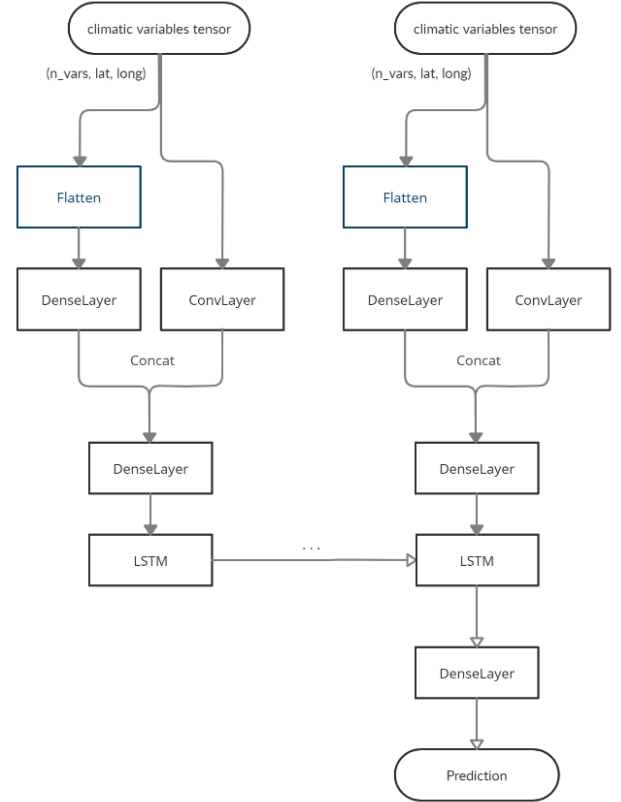 climatic variables tensor
climatic variables tensor
(n_vars, lat, long)
(n_vars, lat, long)
Flatten
Flatten
DenseLayer
ConvLayer
DenseLayer
ConvLayer
Concat
Concat
DenseLayer
DenseLayer
...
LSTM
LSTM
DenseLayer
Prediction